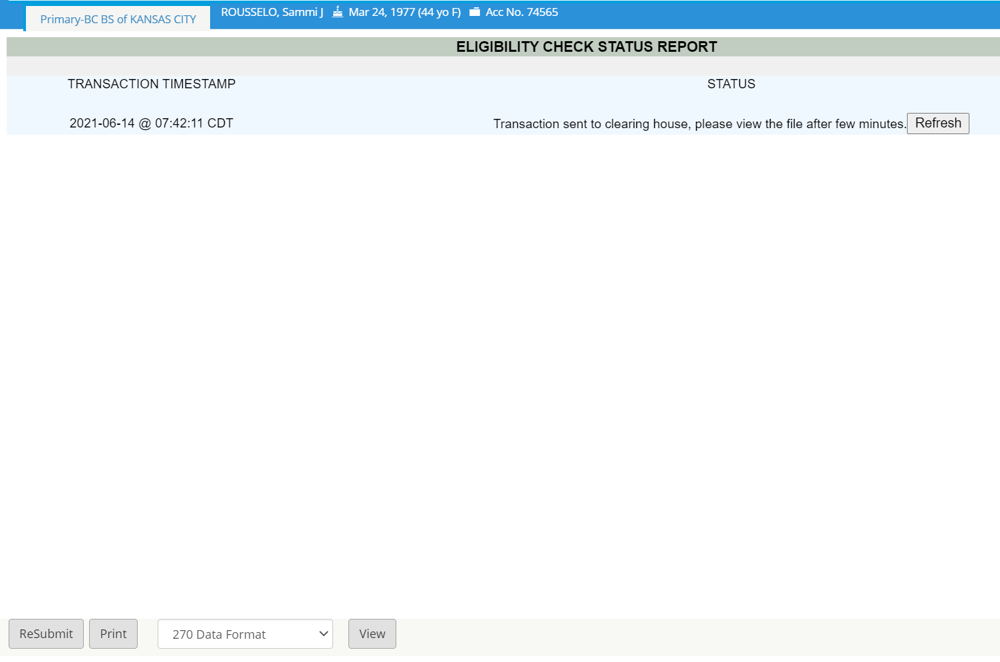 Primary-BC BS of KANSAS CITY
ROUSSELO, Sammi J Mar 24, 1977 (44 yo F) Acc No. 74565
ELIGIBILITY CHECK STATUS REPORT
TRANSACTION TIMESTAMP STATUS
2021-06-14 @ 07:42:11 CDT Transaction sent to clearing house, please view the file after few minutes. Refresh
ReSubmit Print 270 Data Format View